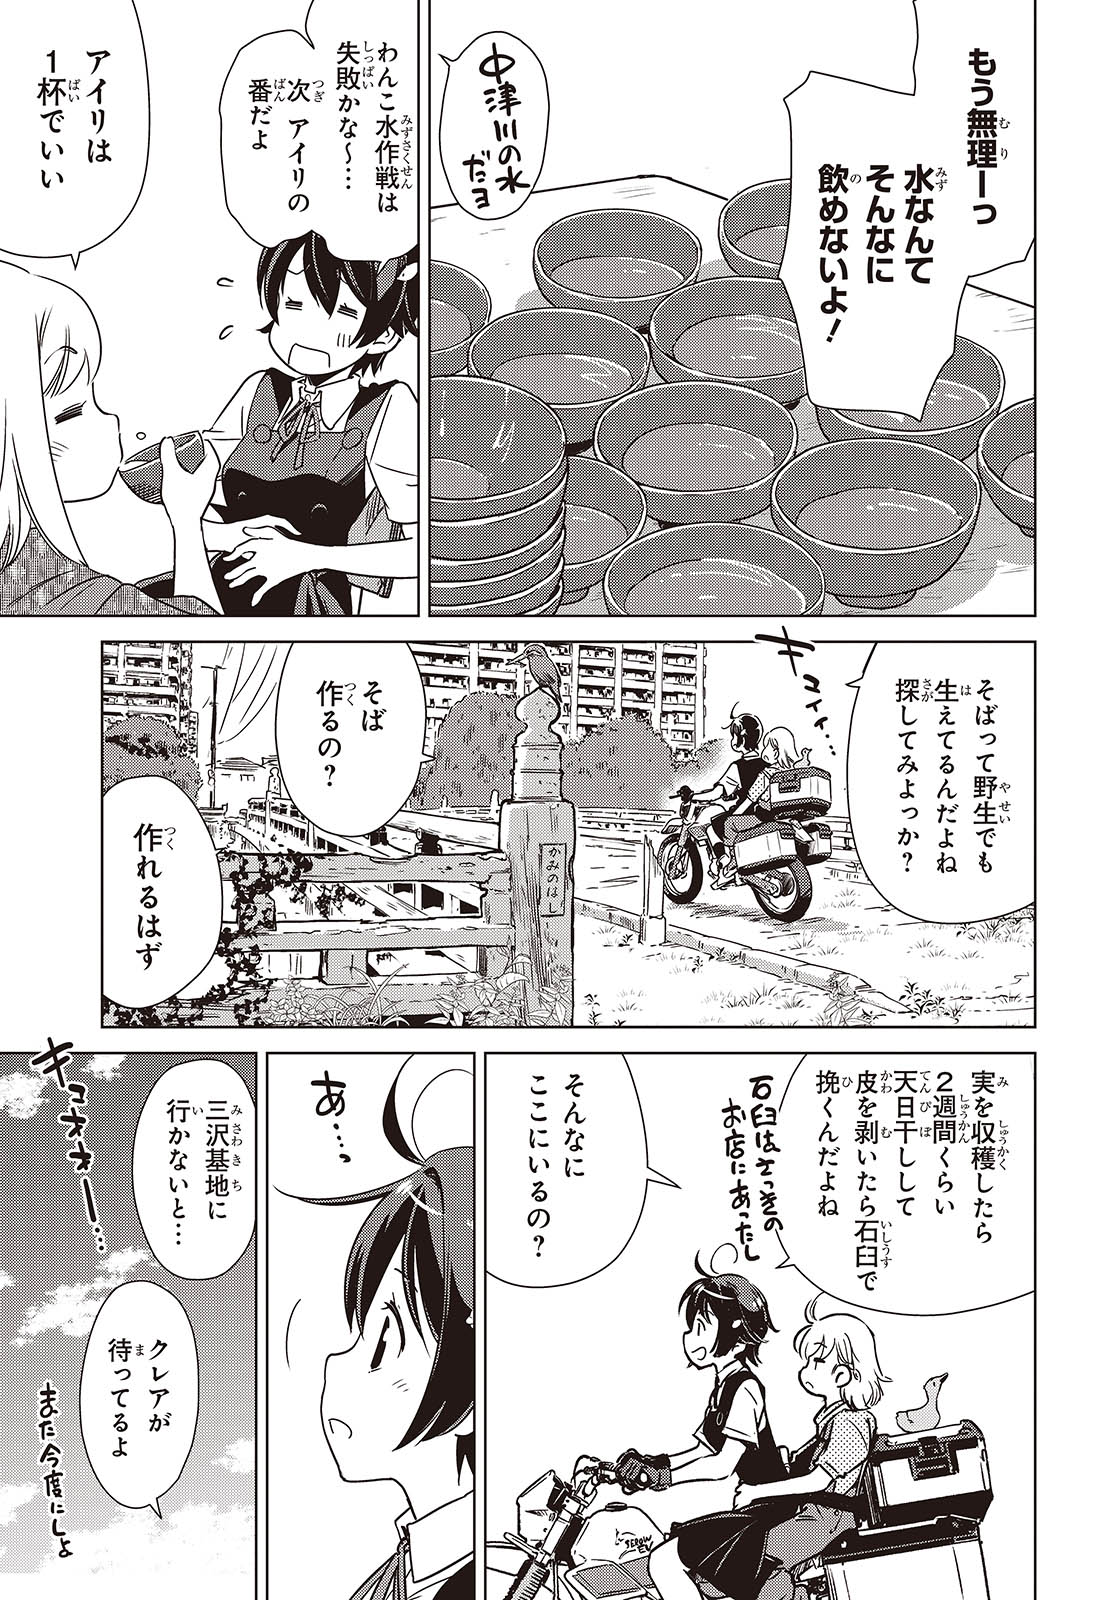 もう無理ーっ
水なんて
そんなに
飲めないよ！
中津川の水
だヨ
わんこ水作戦は
失敗かな〜…
次 アイリの
番だよ
アイリは
1杯でいい
そばって野生でも
生えてるんだよね
探してみよっか？
キュイィ…
そば
作るの？
かみのはし
作れるはず
実を収穫したら
2週間くらい
天日干しして
皮を剥いたら石臼で
挽くんだよね
石臼はさっきの
お店にあったし
そんなに
ここにいるの？
SEROW
EV
あ…っ
三沢基地に
行かないと…
クレアが
待ってるよ
また今度にしよ